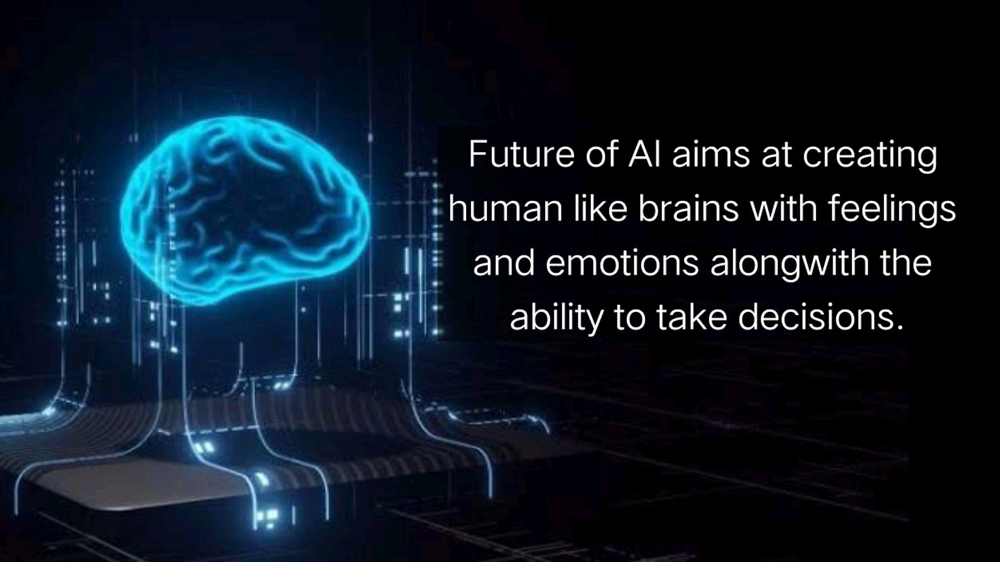 Future of AI aims at creating
human like brains with feelings
and emotions alongwith the
ability to take decisions.